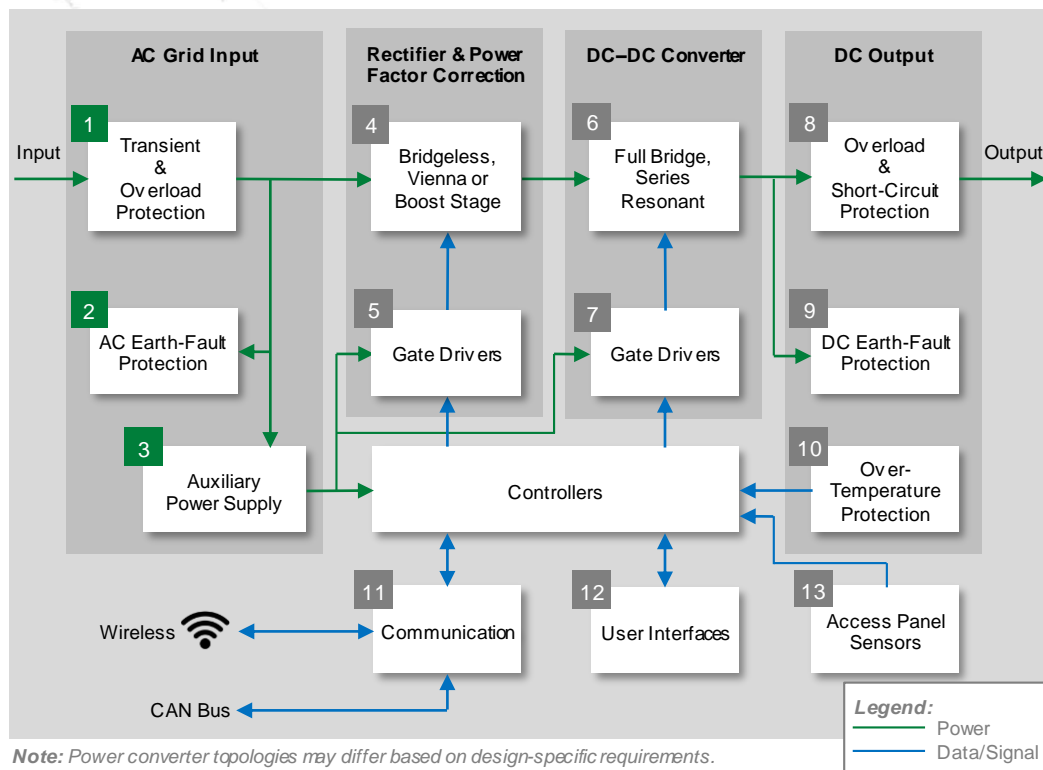 AC Grid Input
Rectifier & Power
Factor Correction
DC–DC Converter
DC Output
1
Transient
&
Overload
Protection
Input
4
Bridgeless,
Vienna or
Boost Stage
6
Full Bridge,
Series
Resonant
8
Overload
&
Short-Circuit
Protection
Output
2
AC Earth-Fault
Protection
5
Gate Drivers
7
Gate Drivers
9
DC Earth-Fault
Protection
3
Auxiliary
Power Supply
Controllers
10
Over-
Temperature
Protection
11
Communication
12
User Interfaces
13
Access Panel
Sensors
Wireless
CAN Bus
Legend:
Power
Data/Signal
Note: Power converter topologies may differ based on design-specific requirements.